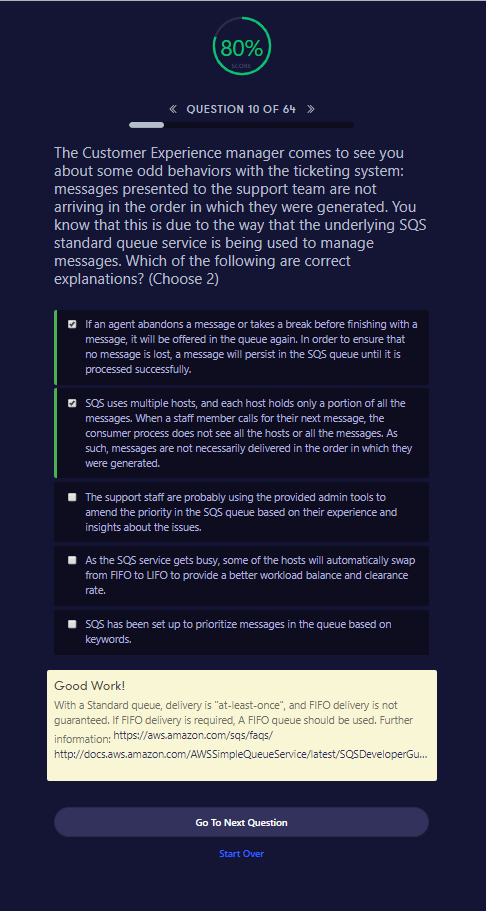 80%
SCORE
« QUESTION 10 OF 64 »
The Customer Experience manager comes to see you
about some odd behaviors with the ticketing system:
messages presented to the support team are not
arriving in the order in which they were generated. You
know that this is due to the way that the underlying SQS
standard queue service is being used to manage
messages. Which of the following are correct
explanations? (Choose 2)
If an agent abandons a message or takes a break before finishing with a
message, it will be offered in the queue again. In order to ensure that
no message is lost, a message will persist in the SQS queue until it is
processed successfully.
SQS uses multiple hosts, and each host holds only a portion of all the
messages. When a staff member calls for their next message, the
consumer process does not see all the hosts or all the messages. As
such, messages are not necessarily delivered in the order in which they
were generated.
The support staff are probably using the provided admin tools to
amend the priority in the SQS queue based on their experience and
insights about the issues.
As the SQS service gets busy, some of the hosts will automatically swap
from FIFO to LIFO to provide a better workload balance and clearance
rate.
SQS has been set up to prioritize messages in the queue based on
keywords.
Good Work!
With a Standard queue, delivery is "at-least-once", and FIFO delivery is not
guaranteed. If FIFO delivery is required, A FIFO queue should be used. Further
information: https://aws.amazon.com/sqs/faqs/
http://docs.aws.amazon.com/AWSSimpleQueueService/latest/SQSDeveloperGu...
Go To Next Question
Start Over